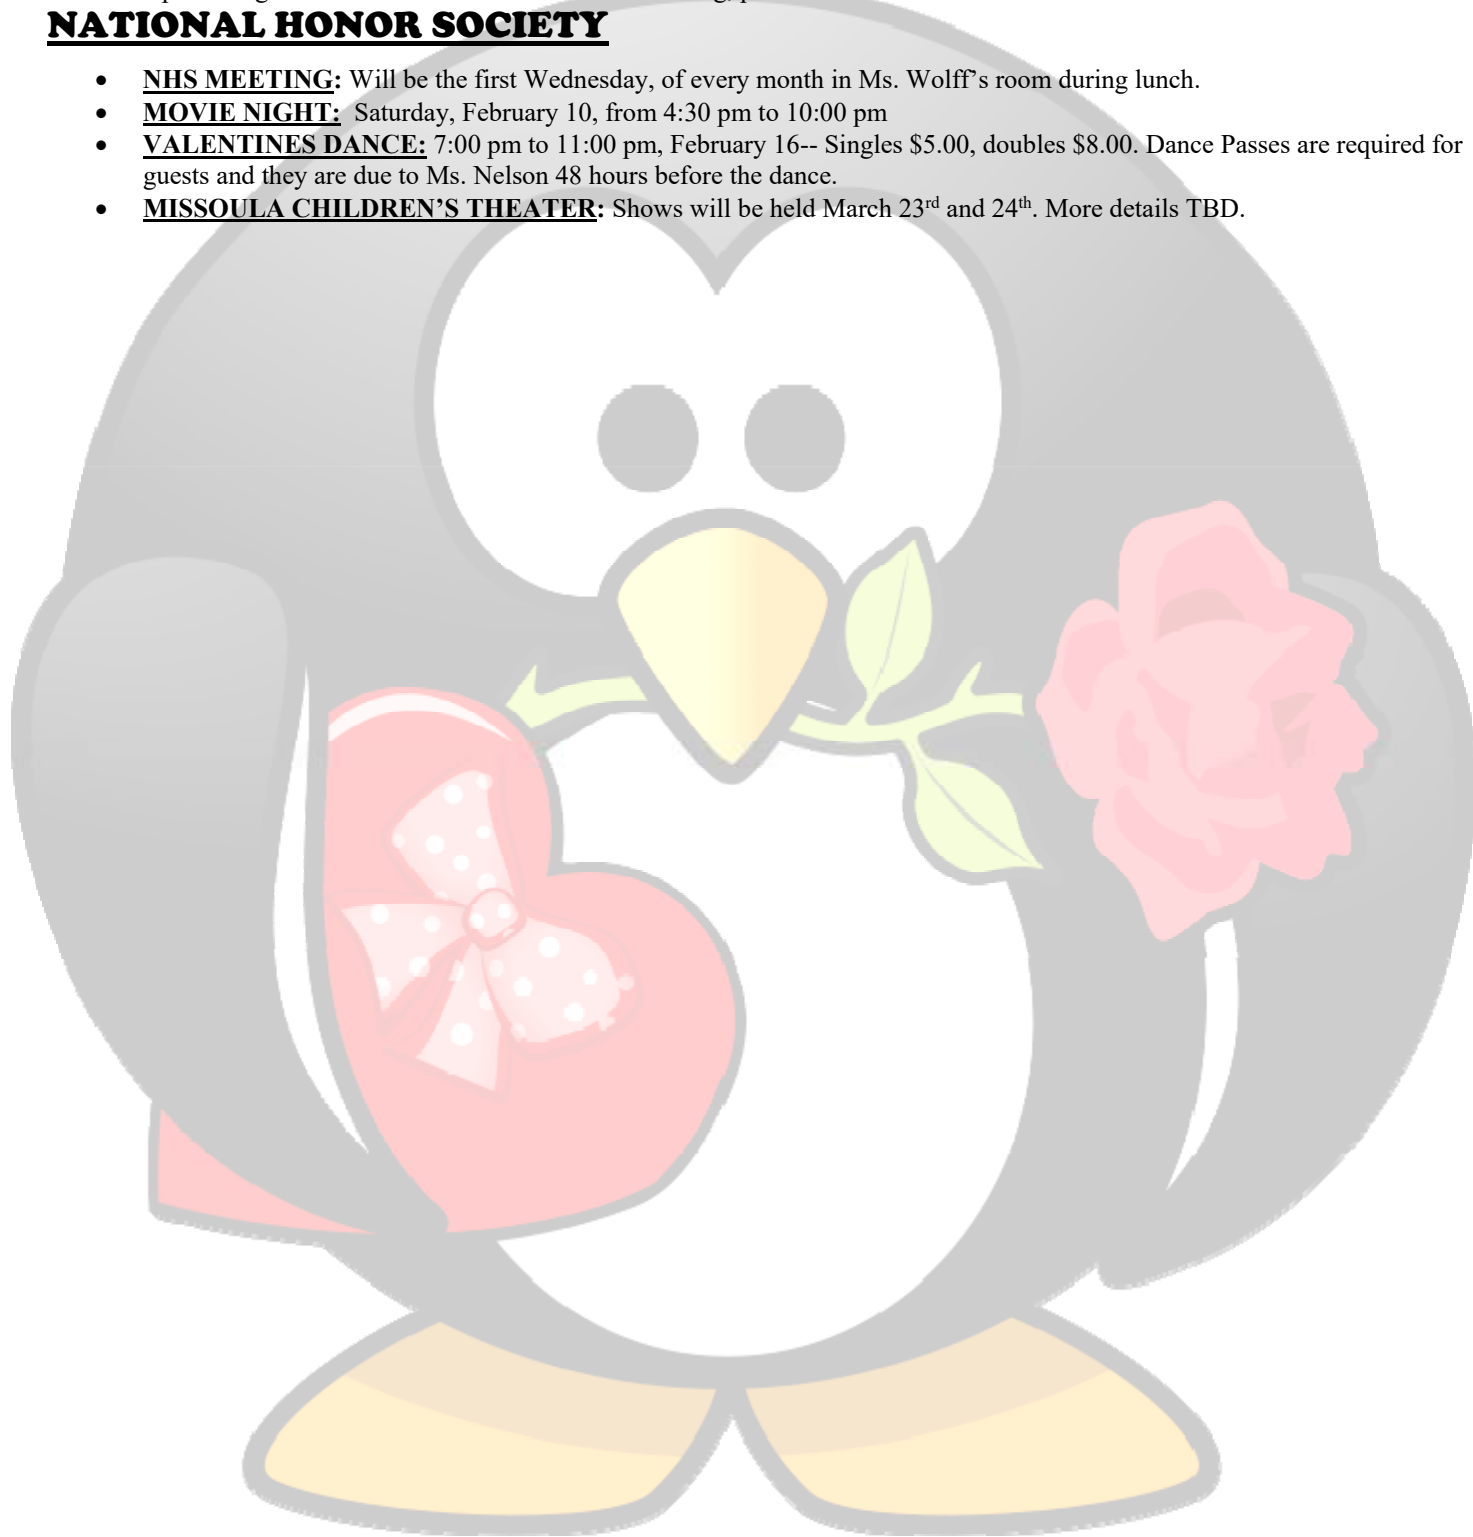 NATIONAL HONOR SOCIETY
• NHS MEETING: Will be the first Wednesday, of every month in Ms. Wolff’s room during lunch.
• MOVIE NIGHT: Saturday, February 10, from 4:30 pm to 10:00 pm
• VALENTINES DANCE: 7:00 pm to 11:00 pm, February 16-- Singles $5.00, doubles $8.00. Dance Passes are required for
guests and they are due to Ms. Nelson 48 hours before the dance.
• MISSOULA CHILDREN’S THEATER: Shows will be held March 23rd and 24th. More details TBD.